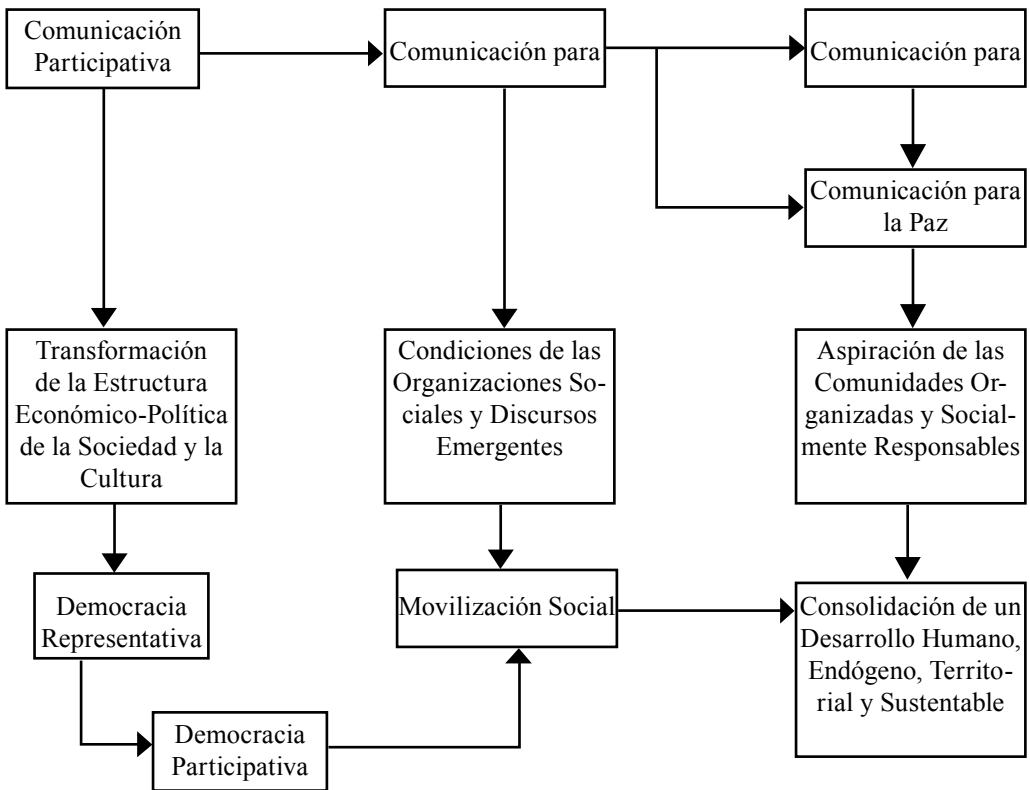 Comunicación
Participativa
Comunicación para
Comunicación para
Comunicación para
la Paz
Transformación
de la Estructura
Económico-Política
de la Sociedad y la
Cultura
Condiciones de las
Organizaciones So-
ciales y Discursos
Emergentes
Aspiración de las
Comunidades Or-
ganizadas y Social-
mente Responsables
Democracia
Representativa
Movilización Social
Consolidación de un
Desarrollo Humano,
Endógeno, Territo-
rial y Sustentable
Democracia
Participativa